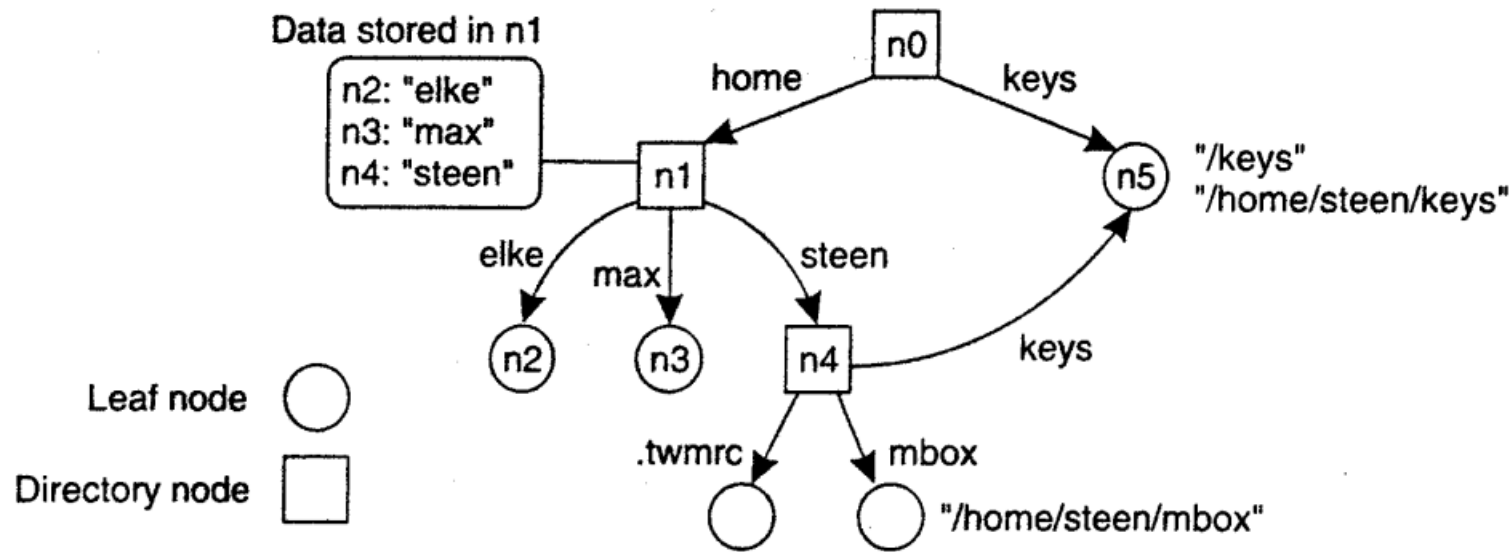 Data stored in n1
n0
n2: "elke"
n3: "max"
n4: "steen"
home
keys
n1
n5
"/keys"
"/home/steen/keys"
elke
max
steen
n2
n3
n4
keys
Leaf node
.twmrc
mbox
Directory node
"/home/steen/mbox"